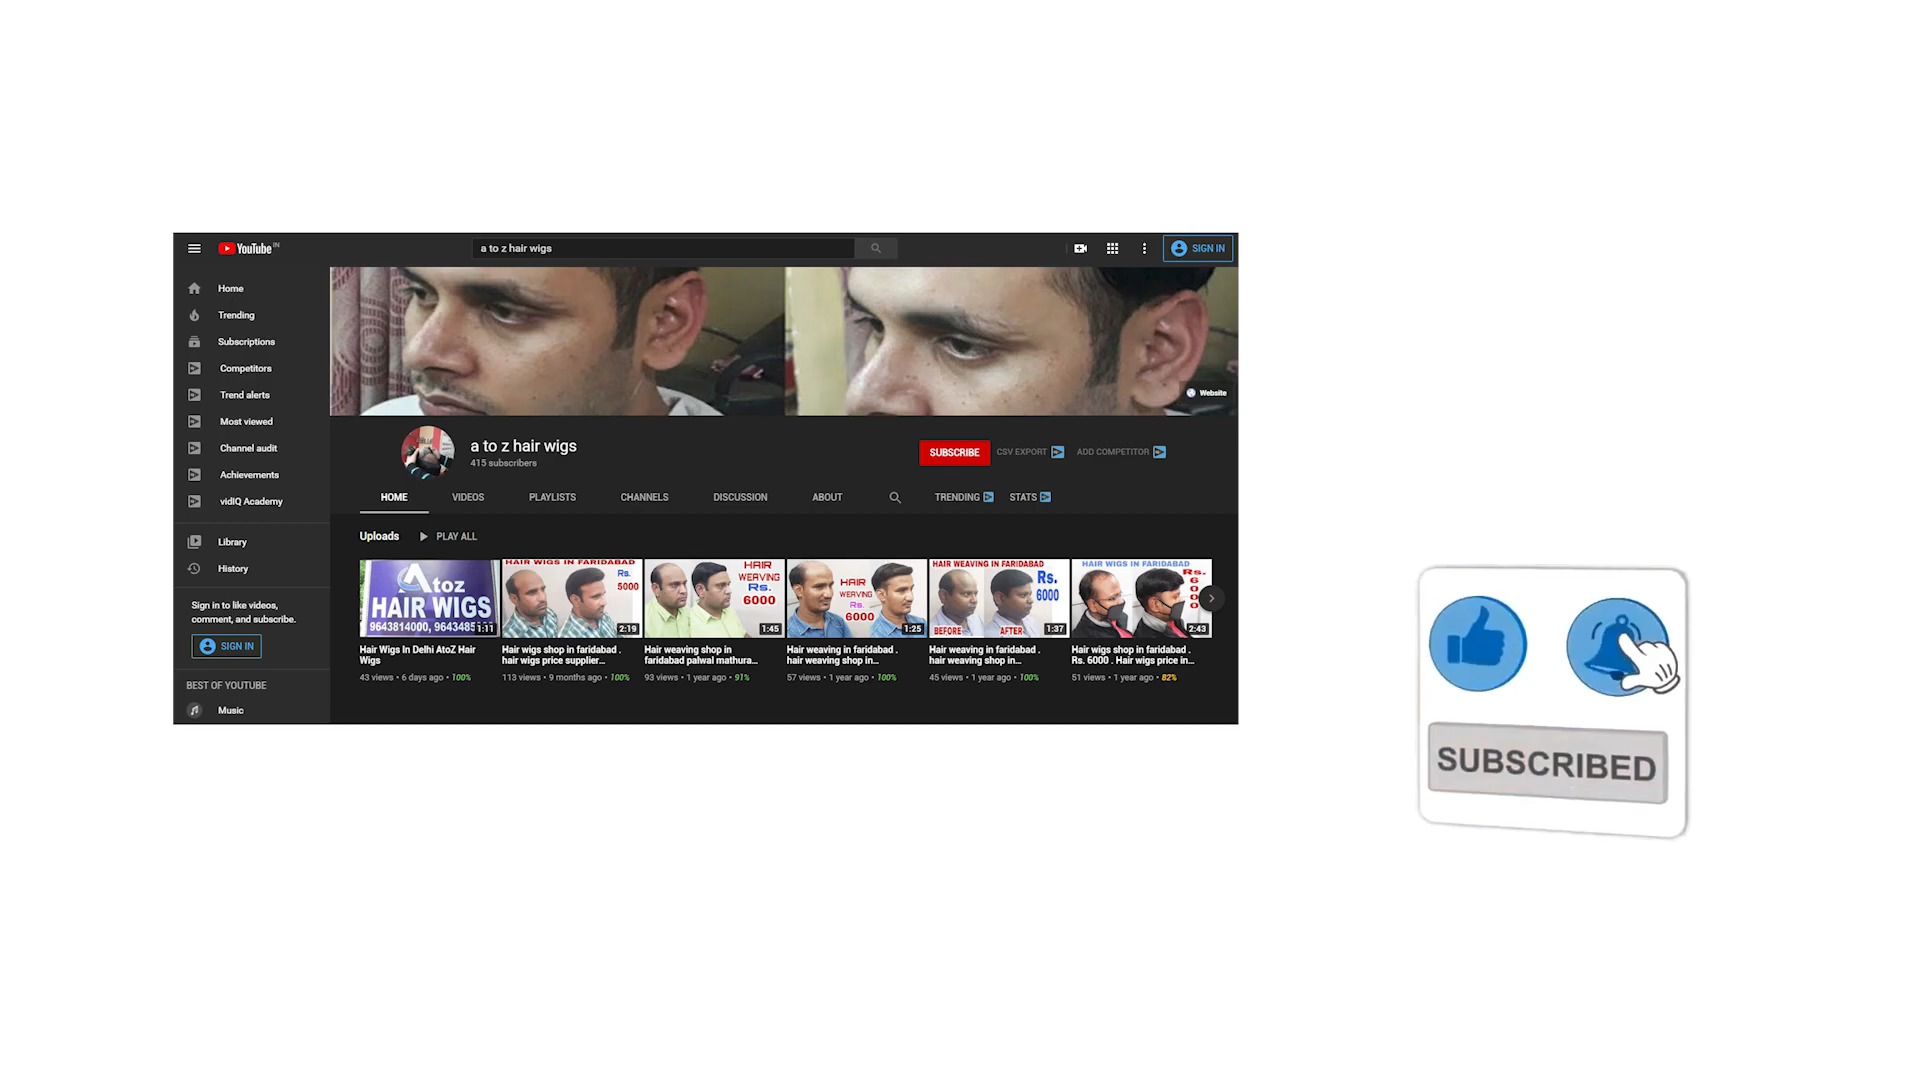 YouTube IN
a to z hair wigs
SIGN IN
Home
Trending
Subscriptions
Competitors
Trend alerts
Most viewed
Channel audit
Achievements
vidIQ Academy
Library
History
Sign in to like videos,
comment, and subscribe.
SIGN IN
BEST OF YOUTUBE
Music
Website
a to z hair wigs
415 subscribers
SUBSCRIBE
CSV EXPORT
ADD COMPETITOR
HOME VIDEOS PLAYLISTS CHANNELS DISCUSSION ABOUT TRENDING STATS
Uploads PLAY ALL
Atoz
HAIR WIGS
9643814000, 964348
1:11
Hair Wigs In Delhi AtoZ Hair
Wigs
43 views • 6 days ago • 100%
HAIR WIGS IN FARIDABAD
Rs.
5000
2:19
Hair wigs shop in faridabad .
hair wigs price supplier...
113 views • 9 months ago • 100%
HAIR
WERVING
Rs.
6000
1:45
Hair weaving shop in
faridabad palwal mathura...
93 views • 1 year ago • 91%
HAIR
WERVING
Rs.
6000
1:25
Hair weaving in faridabad .
hair weaving shop in...
57 views • 1 year ago • 100%
HAIR WEAVING IN FARIDABAD
Rs.
6000
BEFORE AFTER
1:37
Hair weaving in faridabad .
hair weaving shop in...
45 views • 1 year ago • 100%
HAIR WIGS IN FARIDABAD
Rs.
6000
2:43
Hair wigs shop in faridabad .
Rs. 6000 . Hair wigs price in...
51 views • 1 year ago • 82%
SUBSCRIBED